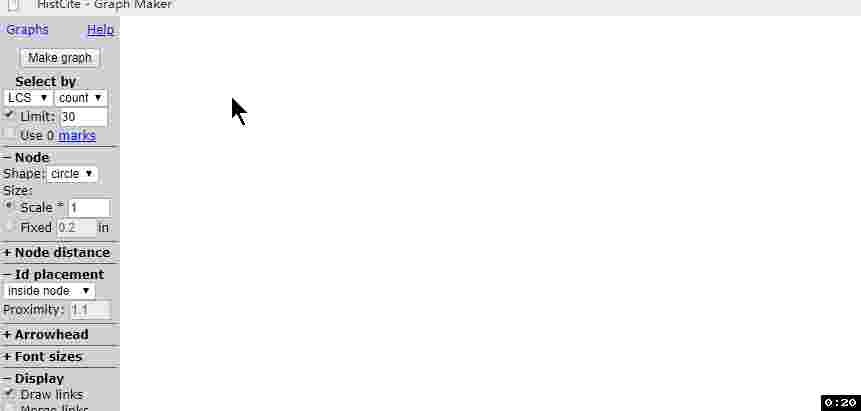 HistCite - Graph Maker
Graphs Help
Make graph
Select by
LCS count
Limit: 30
Use 0 marks
− Node
Shape: circle
Size:
Scale * 1
Fixed 0.2 in
+ Node distance
− Id placement
inside node
Proximity: 1.1
+ Arrowhead
+ Font sizes
− Display
Draw links
Merge links
0:20